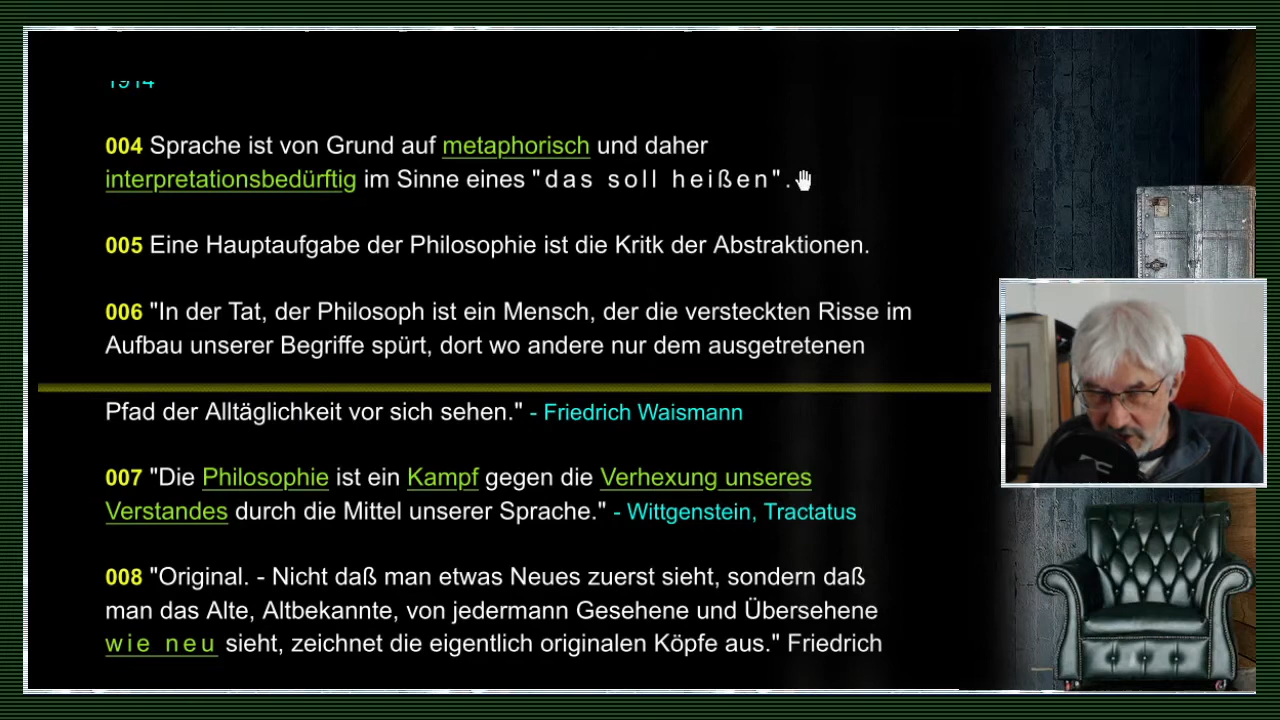 1914
004 Sprache ist von Grund auf metaphorisch und daher
interpretationsbedürftig im Sinne eines "das soll heißen".
005 Eine Hauptaufgabe der Philosophie ist die Kritk der Abstraktionen.
006 "In der Tat, der Philosoph ist ein Mensch, der die versteckten Risse im
Aufbau unserer Begriffe spürt, dort wo andere nur dem ausgetretenen
Pfad der Alltäglichkeit vor sich sehen." - Friedrich Waismann
007 "Die Philosophie ist ein Kampf gegen die Verhexung unseres
Verstandes durch die Mittel unserer Sprache." - Wittgenstein, Tractatus
008 "Original. - Nicht daß man etwas Neues zuerst sieht, sondern daß
man das Alte, Altbekannte, von jedermann Gesehene und Übersehene
wie neu sieht, zeichnet die eigentlich originalen Köpfe aus." Friedrich